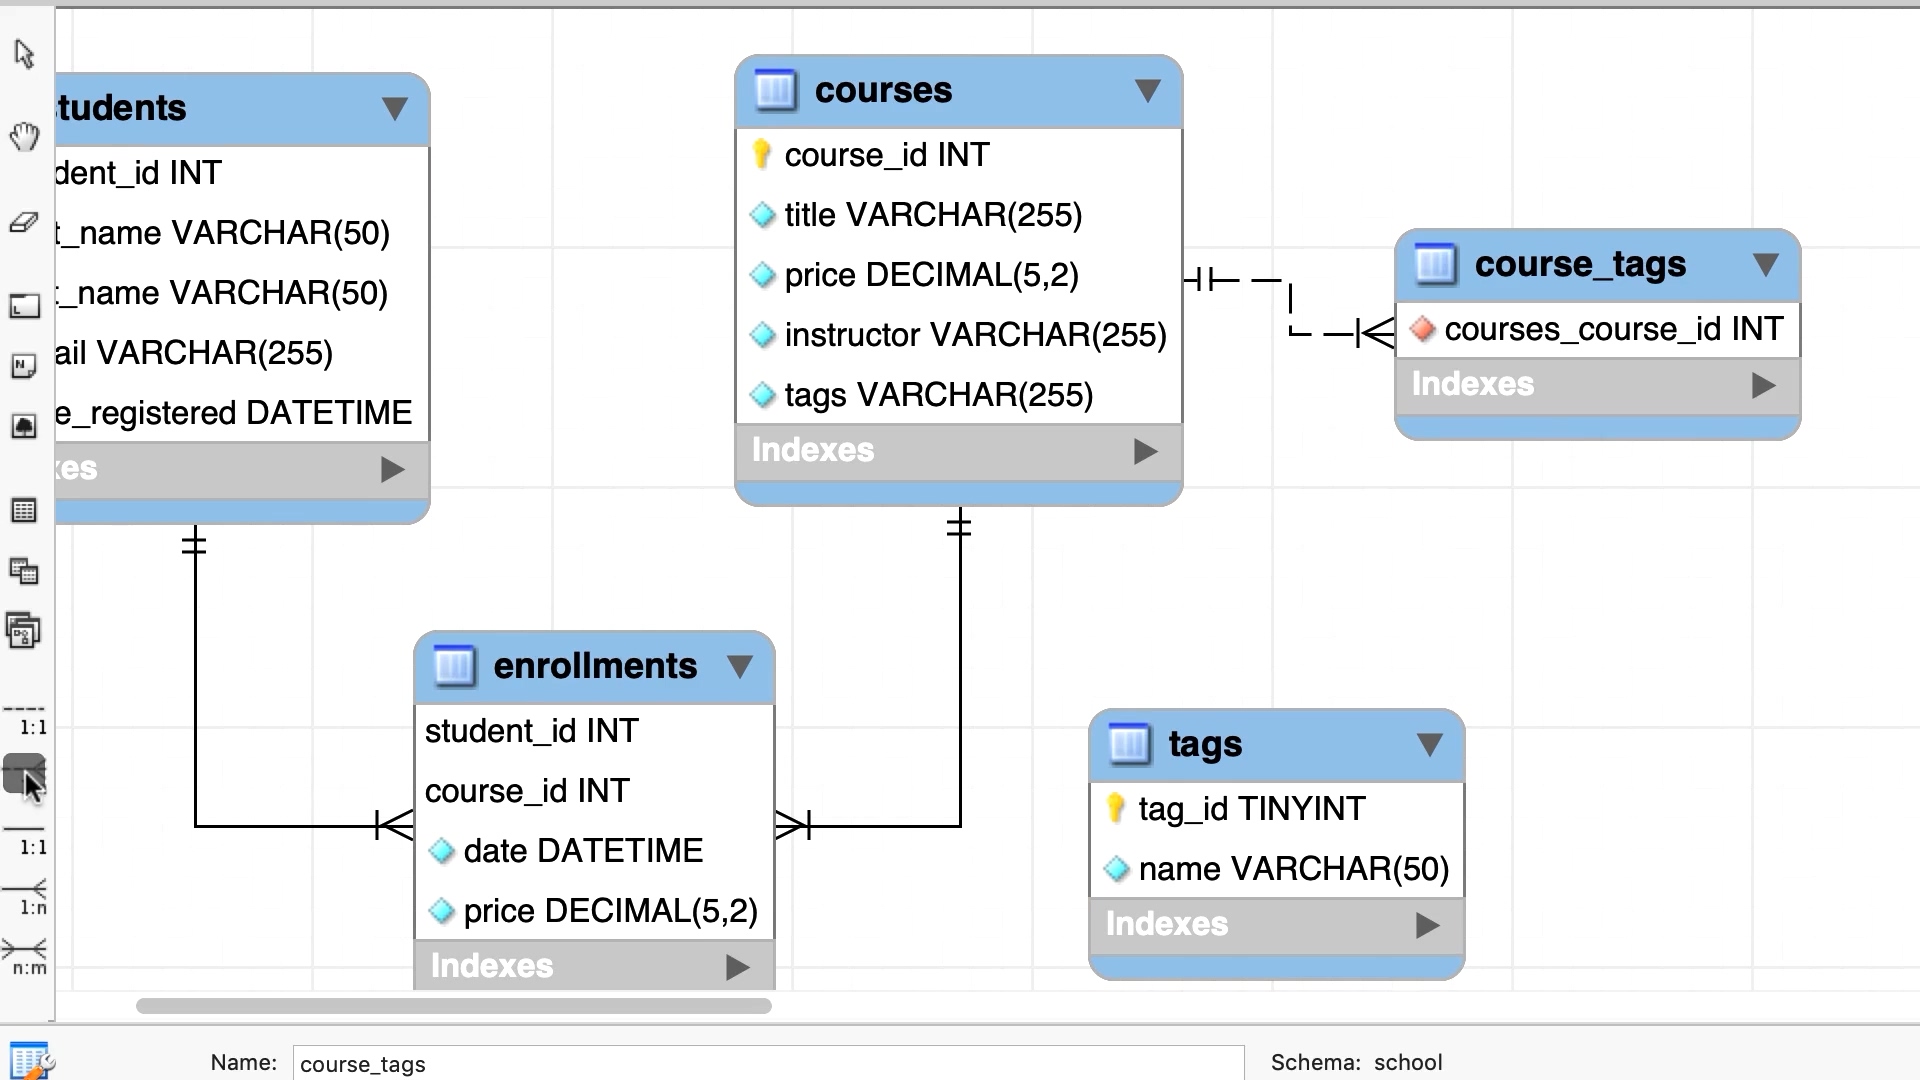 tudents
dent_id INT
t_name VARCHAR(50)
t_name VARCHAR(50)
ail VARCHAR(255)
e_registered DATETIME
xes
courses
course_id INT
title VARCHAR(255)
price DECIMAL(5,2)
instructor VARCHAR(255)
tags VARCHAR(255)
Indexes
course_tags
courses_course_id INT
Indexes
enrollments
student_id INT
course_id INT
date DATETIME
price DECIMAL(5,2)
Indexes
tags
tag_id TINYINT
name VARCHAR(50)
Indexes
1:1
1:1
1:n
n:m
Name: course_tags
Schema: school